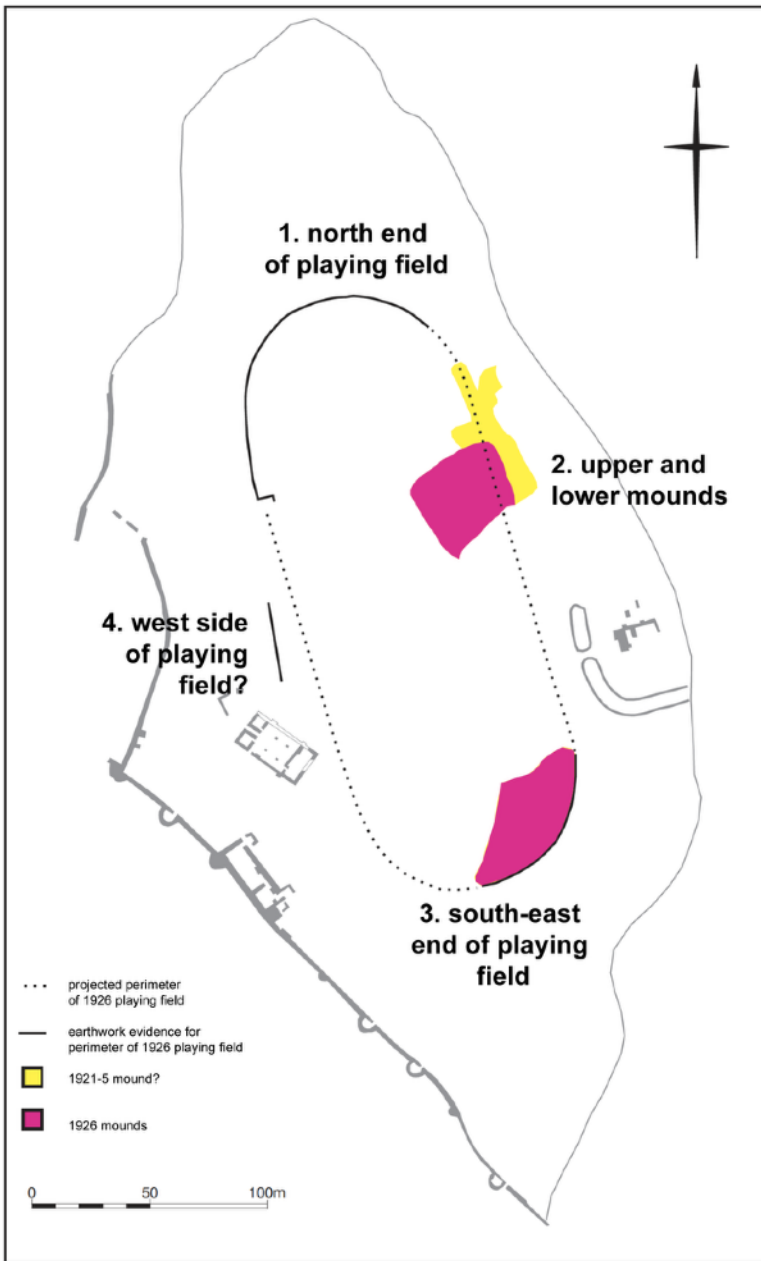 1. north end
of playing field
2. upper and
lower mounds
4. west side
of playing
field?
3. south-east
end of playing
field
projected perimeter
of 1926 playing field
earthwork evidence for
perimeter of 1926 playing field
1921-5 mound?
1926 mounds
0 50 100m